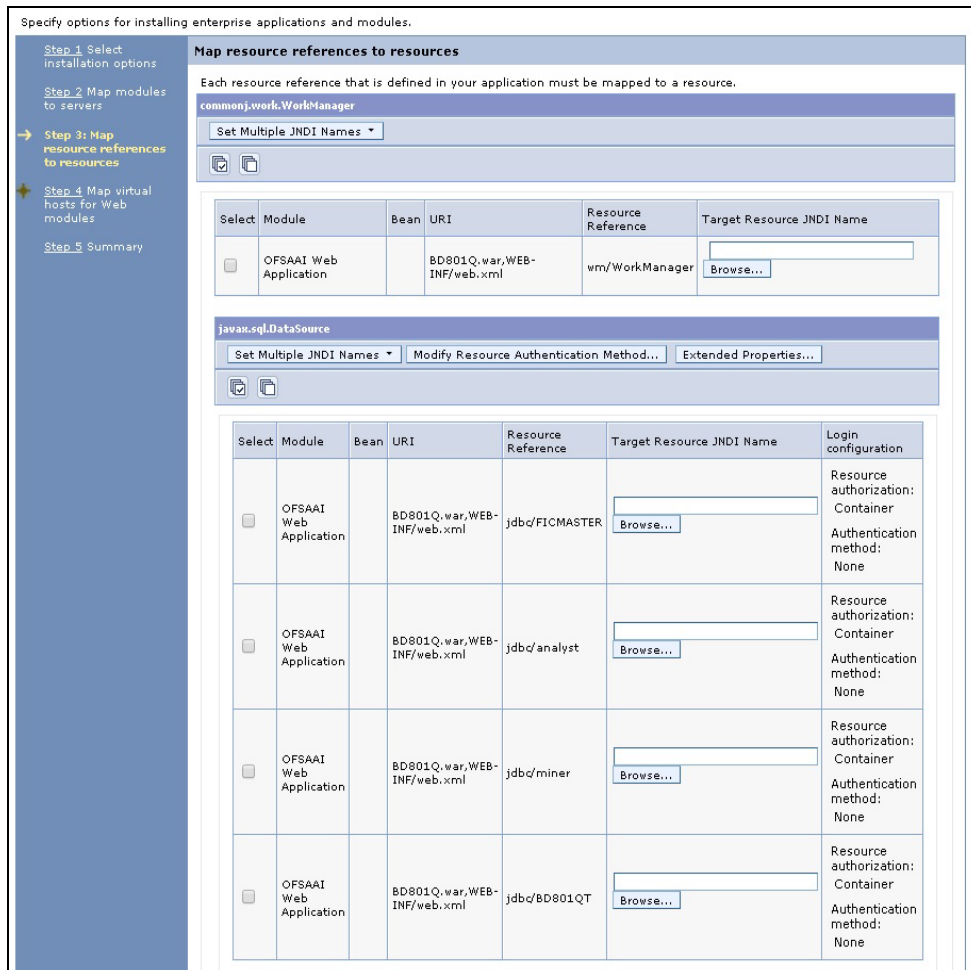 Specify options for installing enterprise applications and modules.
Step 1 Select
installation options
Step 2 Map modules
to servers
Step 3: Map
resource references
to resources
Step 4 Map virtual
hosts for Web
modules
Step 5 Summary
Map resource references to resources
Each resource reference that is defined in your application must be mapped to a resource.
commonj.work.WorkManager
Set Multiple JNDI Names
Select Module Bean URI Resource Reference Target Resource JNDI Name
OFSAAI Web
Application
BD801Q.war,WEB-
INF/web.xml
wm/WorkManager
Browse...
javax.sql.DataSource
Set Multiple JNDI Names Modify Resource Authentication Method... Extended Properties...
Select Module Bean URI Resource Reference Target Resource JNDI Name Login configuration
OFSAAI
Web
Application
BD801Q.war,WEB-
INF/web.xml
jdbc/FICMASTER
Browse...
Resource
authorization:
Container
Authentication
method:
None
OFSAAI
Web
Application
BD801Q.war,WEB-
INF/web.xml
jdbc/analyst
Browse...
Resource
authorization:
Container
Authentication
method:
None
OFSAAI
Web
Application
BD801Q.war,WEB-
INF/web.xml
jdbc/miner
Browse...
Resource
authorization:
Container
Authentication
method:
None
OFSAAI
Web
Application
BD801Q.war,WEB-
INF/web.xml
jdbc/BD801QT
Browse...
Resource
authorization:
Container
Authentication
method:
None